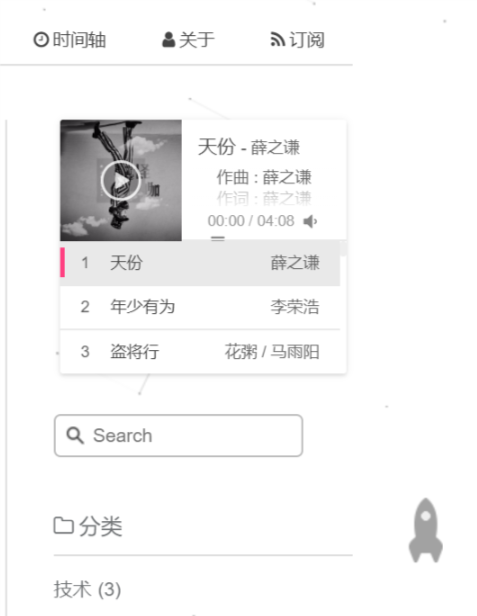 时间轴 关于 订阅
天份 - 薛之谦
作曲 : 薛之谦
作词 : 薛之谦
00:00 / 04:08
1 天份 薛之谦
2 年少有为 李荣浩
3 盗将行 花粥 / 马雨阳
Search
分类
技术 (3)